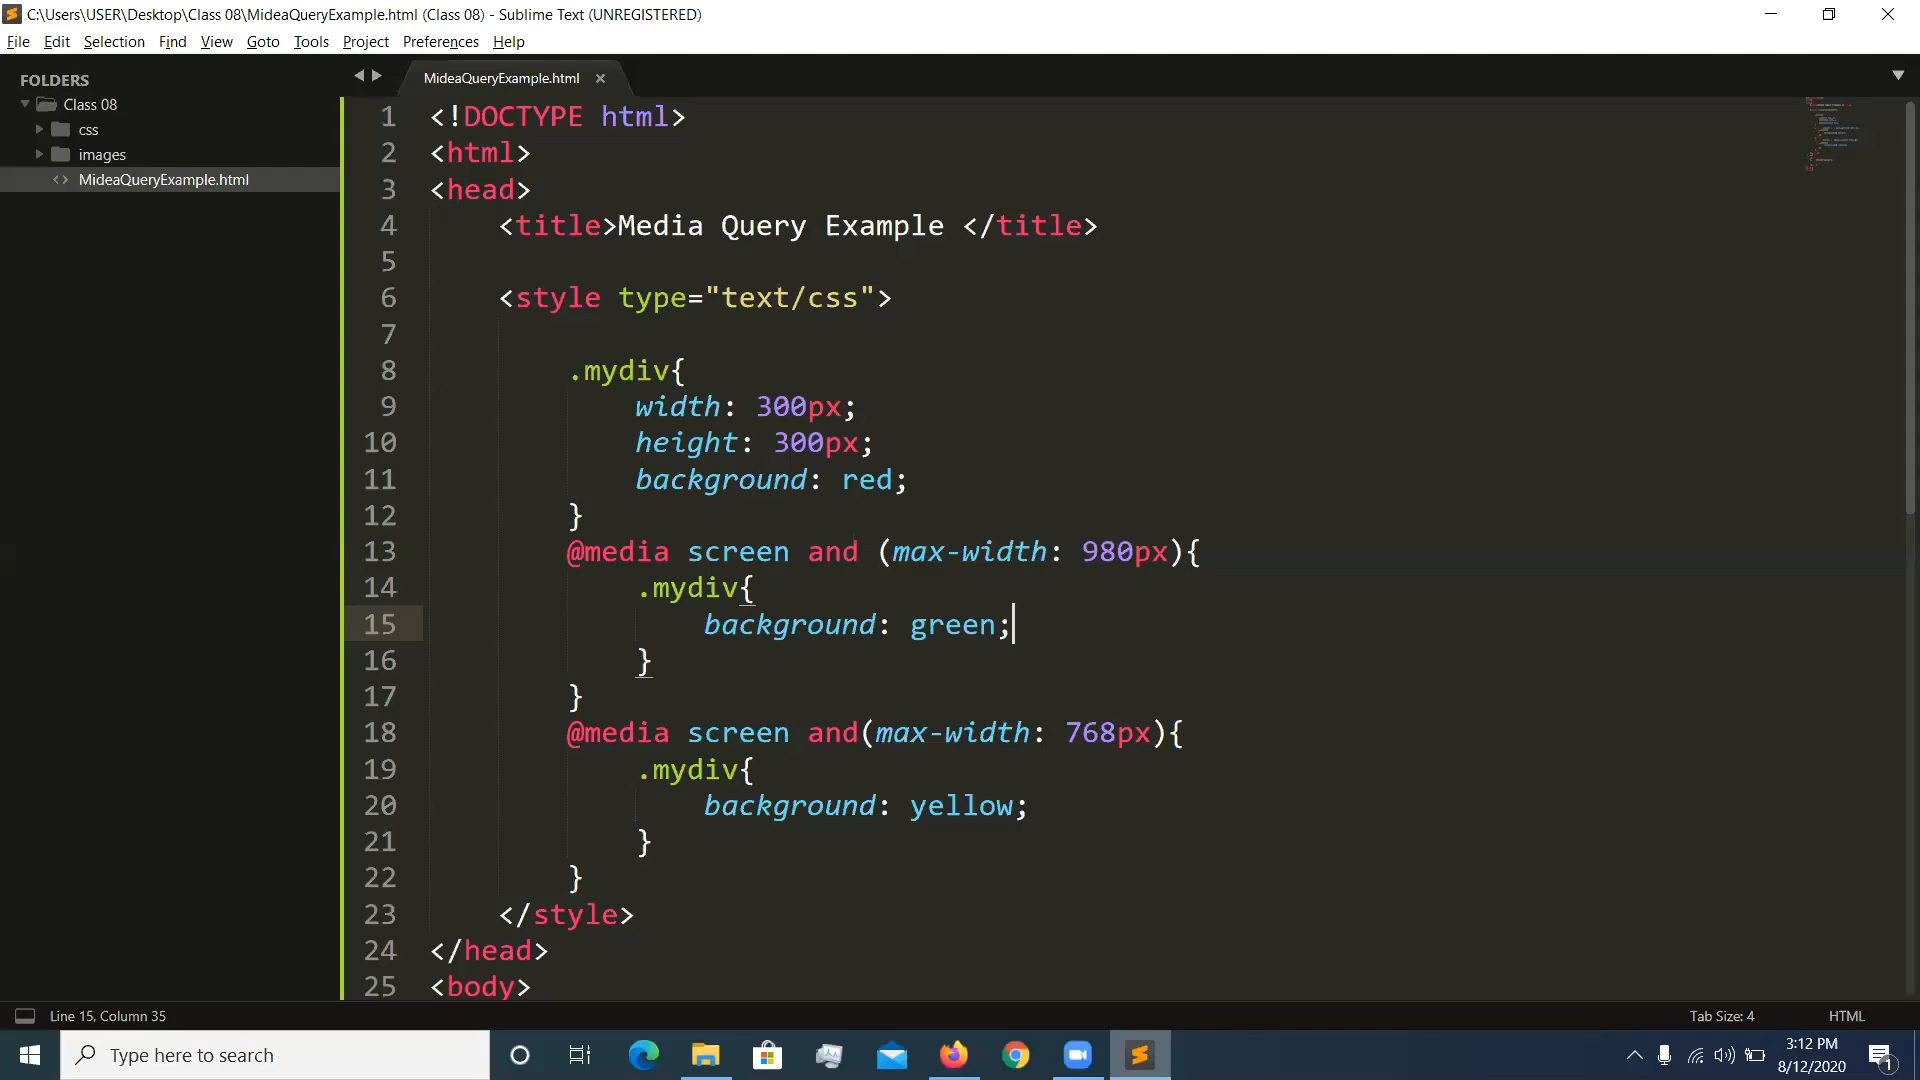 C:\Users\USER\Desktop\Class 08\MideaQueryExample.html (Class 08) - Sublime Text (UNREGISTERED)
File Edit Selection Find View Goto Tools Project Preferences Help
FOLDERS
Class 08
css
images
MideaQueryExample.html
MideaQueryExample.html
1 <!DOCTYPE html>
2 <html>
3 <head>
4 <title>Media Query Example </title>
5
6 <style type="text/css">
7
8 .mydiv{
9 width: 300px;
10 height: 300px;
11 background: red;
12 }
13 @media screen and (max-width: 980px){
14 .mydiv{
15 background: green;
16 }
17 }
18 @media screen and(max-width: 768px){
19 .mydiv{
20 background: yellow;
21 }
22 }
23 </style>
24 </head>
25 <body>
Line 15, Column 35
Tab Size: 4
HTML
Type here to search
3:12 PM
8/12/2020
1